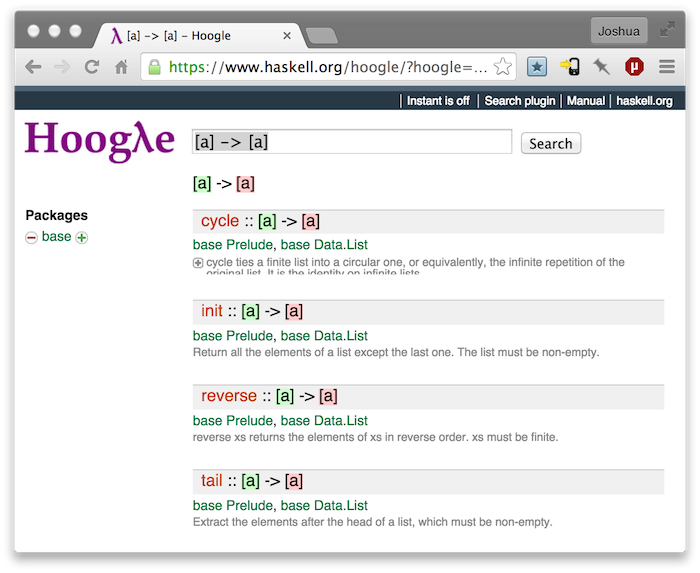 [a] -> [a] - Hoogle
Joshua
https://www.haskell.org/hoogle/?hoogle=...
Instant is off | Search plugin | Manual | haskell.org
Hoogλe
[a] -> [a]
Search
[a] -> [a]
Packages
base
cycle :: [a] -> [a]
base Prelude, base Data.List
cycle ties a finite list into a circular one, or equivalently, the infinite repetition of the
original list. It is the identity on infinite lists.
init :: [a] -> [a]
base Prelude, base Data.List
Return all the elements of a list except the last one. The list must be non-empty.
reverse :: [a] -> [a]
base Prelude, base Data.List
reverse xs returns the elements of xs in reverse order. xs must be finite.
tail :: [a] -> [a]
base Prelude, base Data.List
Extract the elements after the head of a list, which must be non-empty.